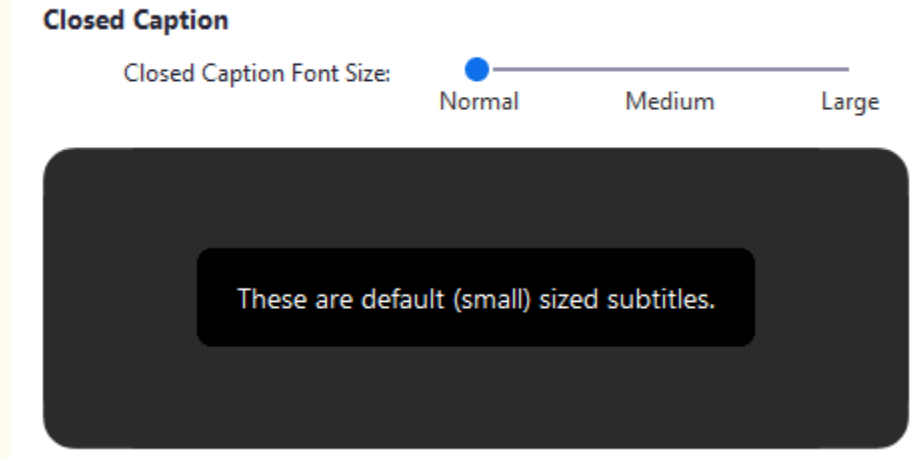 Closed Caption
Closed Caption Font Size:
Normal Medium Large
These are default (small) sized subtitles.